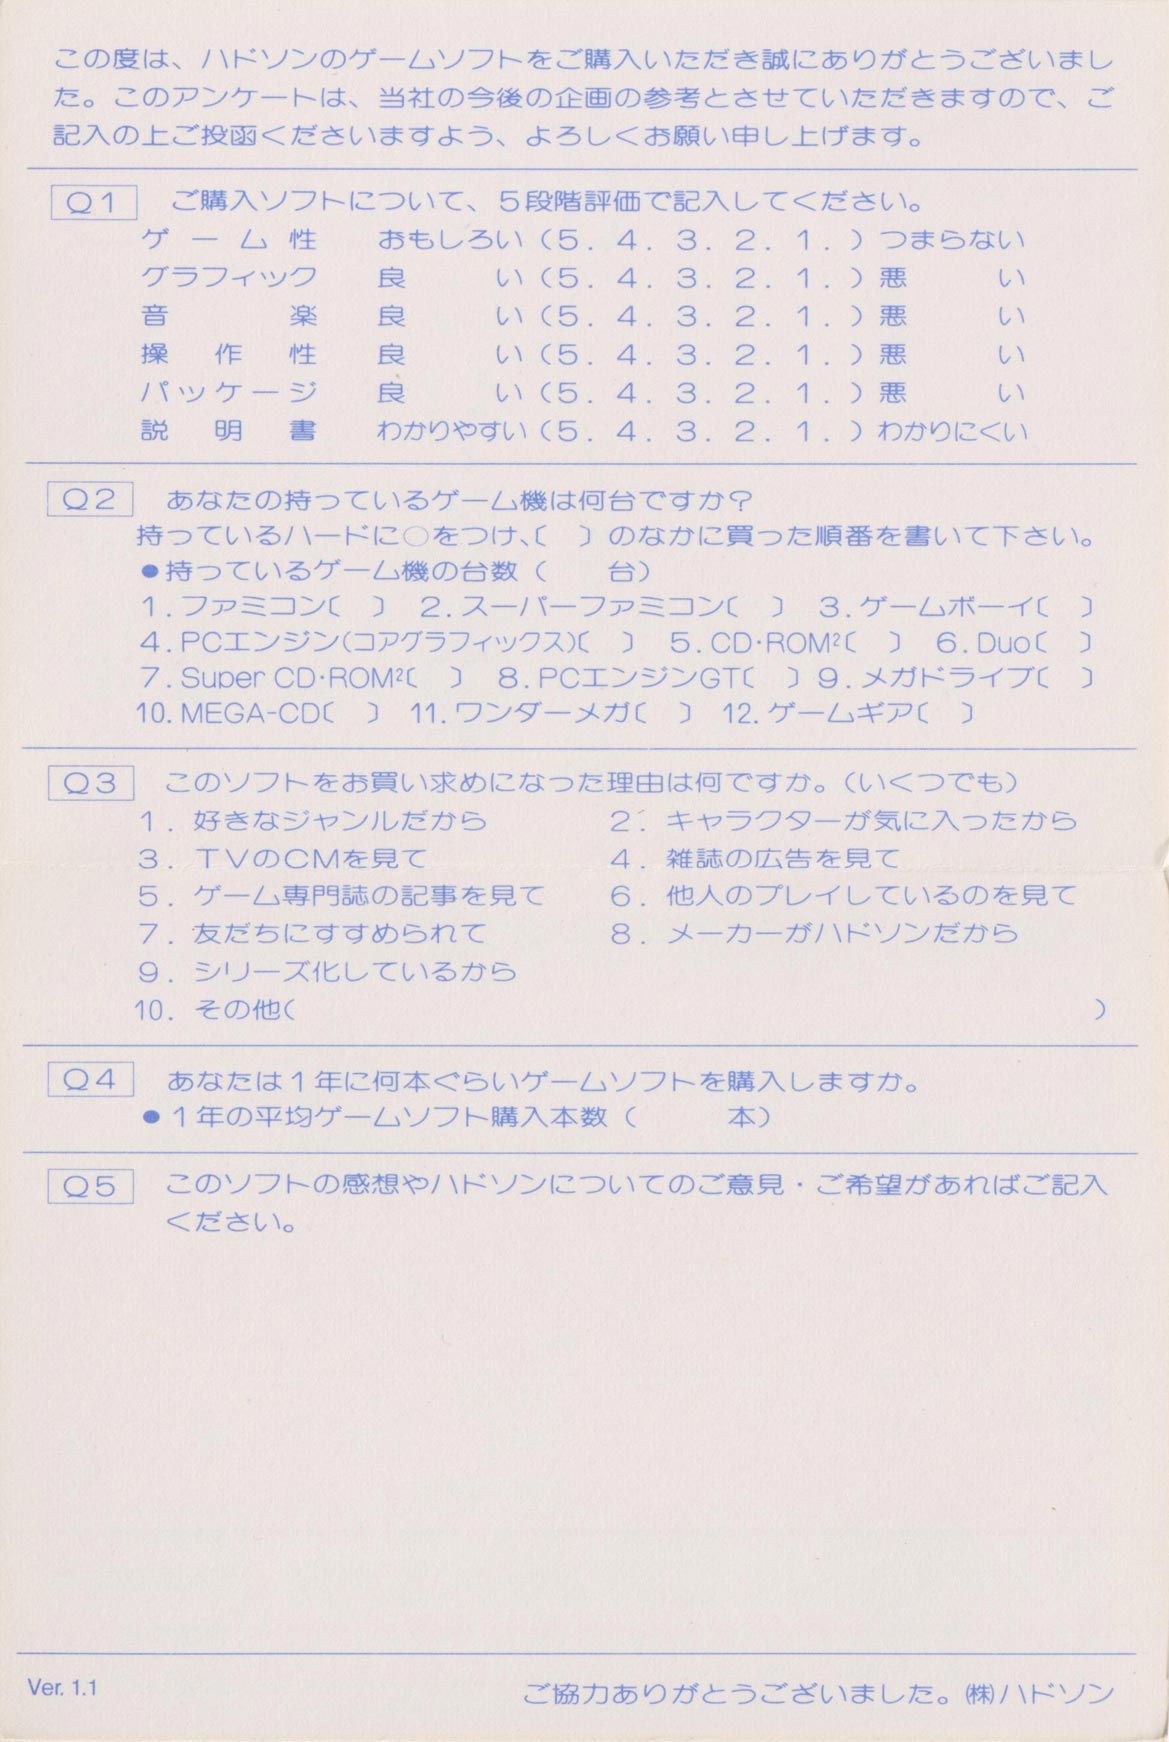 この度は、ハドソンのゲームソフトをご購入いただき誠にありがとうございまし
た。このアンケートは、当社の今後の企画の参考とさせていただきますので、ご
記入の上ご投函くださいますよう、よろしくお願い申し上げます。
Q1 ご購入ソフトについて、5段階評価で記入してください。
ゲーム性 おもしろい(5. 4. 3. 2. 1. )つまらない
グラフィック 良い(5. 4. 3. 2. 1. )悪い
音楽 良い(5. 4. 3. 2. 1. )悪い
操作性 良い(5. 4. 3. 2. 1. )悪い
パッケージ 良い(5. 4. 3. 2. 1. )悪い
説明書 わかりやすい(5. 4. 3. 2. 1. )わかりにくい
Q2 あなたの持っているゲーム機は何台ですか?
持っているハードに○をつけ、〔 〕のなかに買った順番を書いて下さい。
●持っているゲーム機の台数( 台)
1.ファミコン〔 〕 2.スーパーファミコン〔 〕 3.ゲームボーイ〔 〕
4.PCエンジン(コアグラフィックス)〔 〕 5.CD·ROM²〔 〕 6.Duo〔 〕
7.Super CD·ROM²〔 〕 8.PCエンジンGT〔 〕 9.メガドライブ〔 〕
10.MEGA-CD〔 〕 11.ワンダーメガ〔 〕 12.ゲームギア〔 〕
Q3 このソフトをお買い求めになった理由は何ですか。(いくつでも)
1. 好きなジャンルだから 2. キャラクターが気に入ったから
3. TVのCMを見て 4. 雑誌の広告を見て
5. ゲーム専門誌の記事を見て 6. 他人のプレイしているのを見て
7. 友だちにすすめられて 8. メーカーがハドソンだから
9. シリーズ化しているから
10. その他( )
Q4 あなたは1年に何本ぐらいゲームソフトを購入しますか。
●1年の平均ゲームソフト購入本数( 本)
Q5 このソフトの感想やハドソンについてのご意見・ご希望があればご記入
ください。
Ver. 1.1 ご協力ありがとうございました。㈱ハドソン